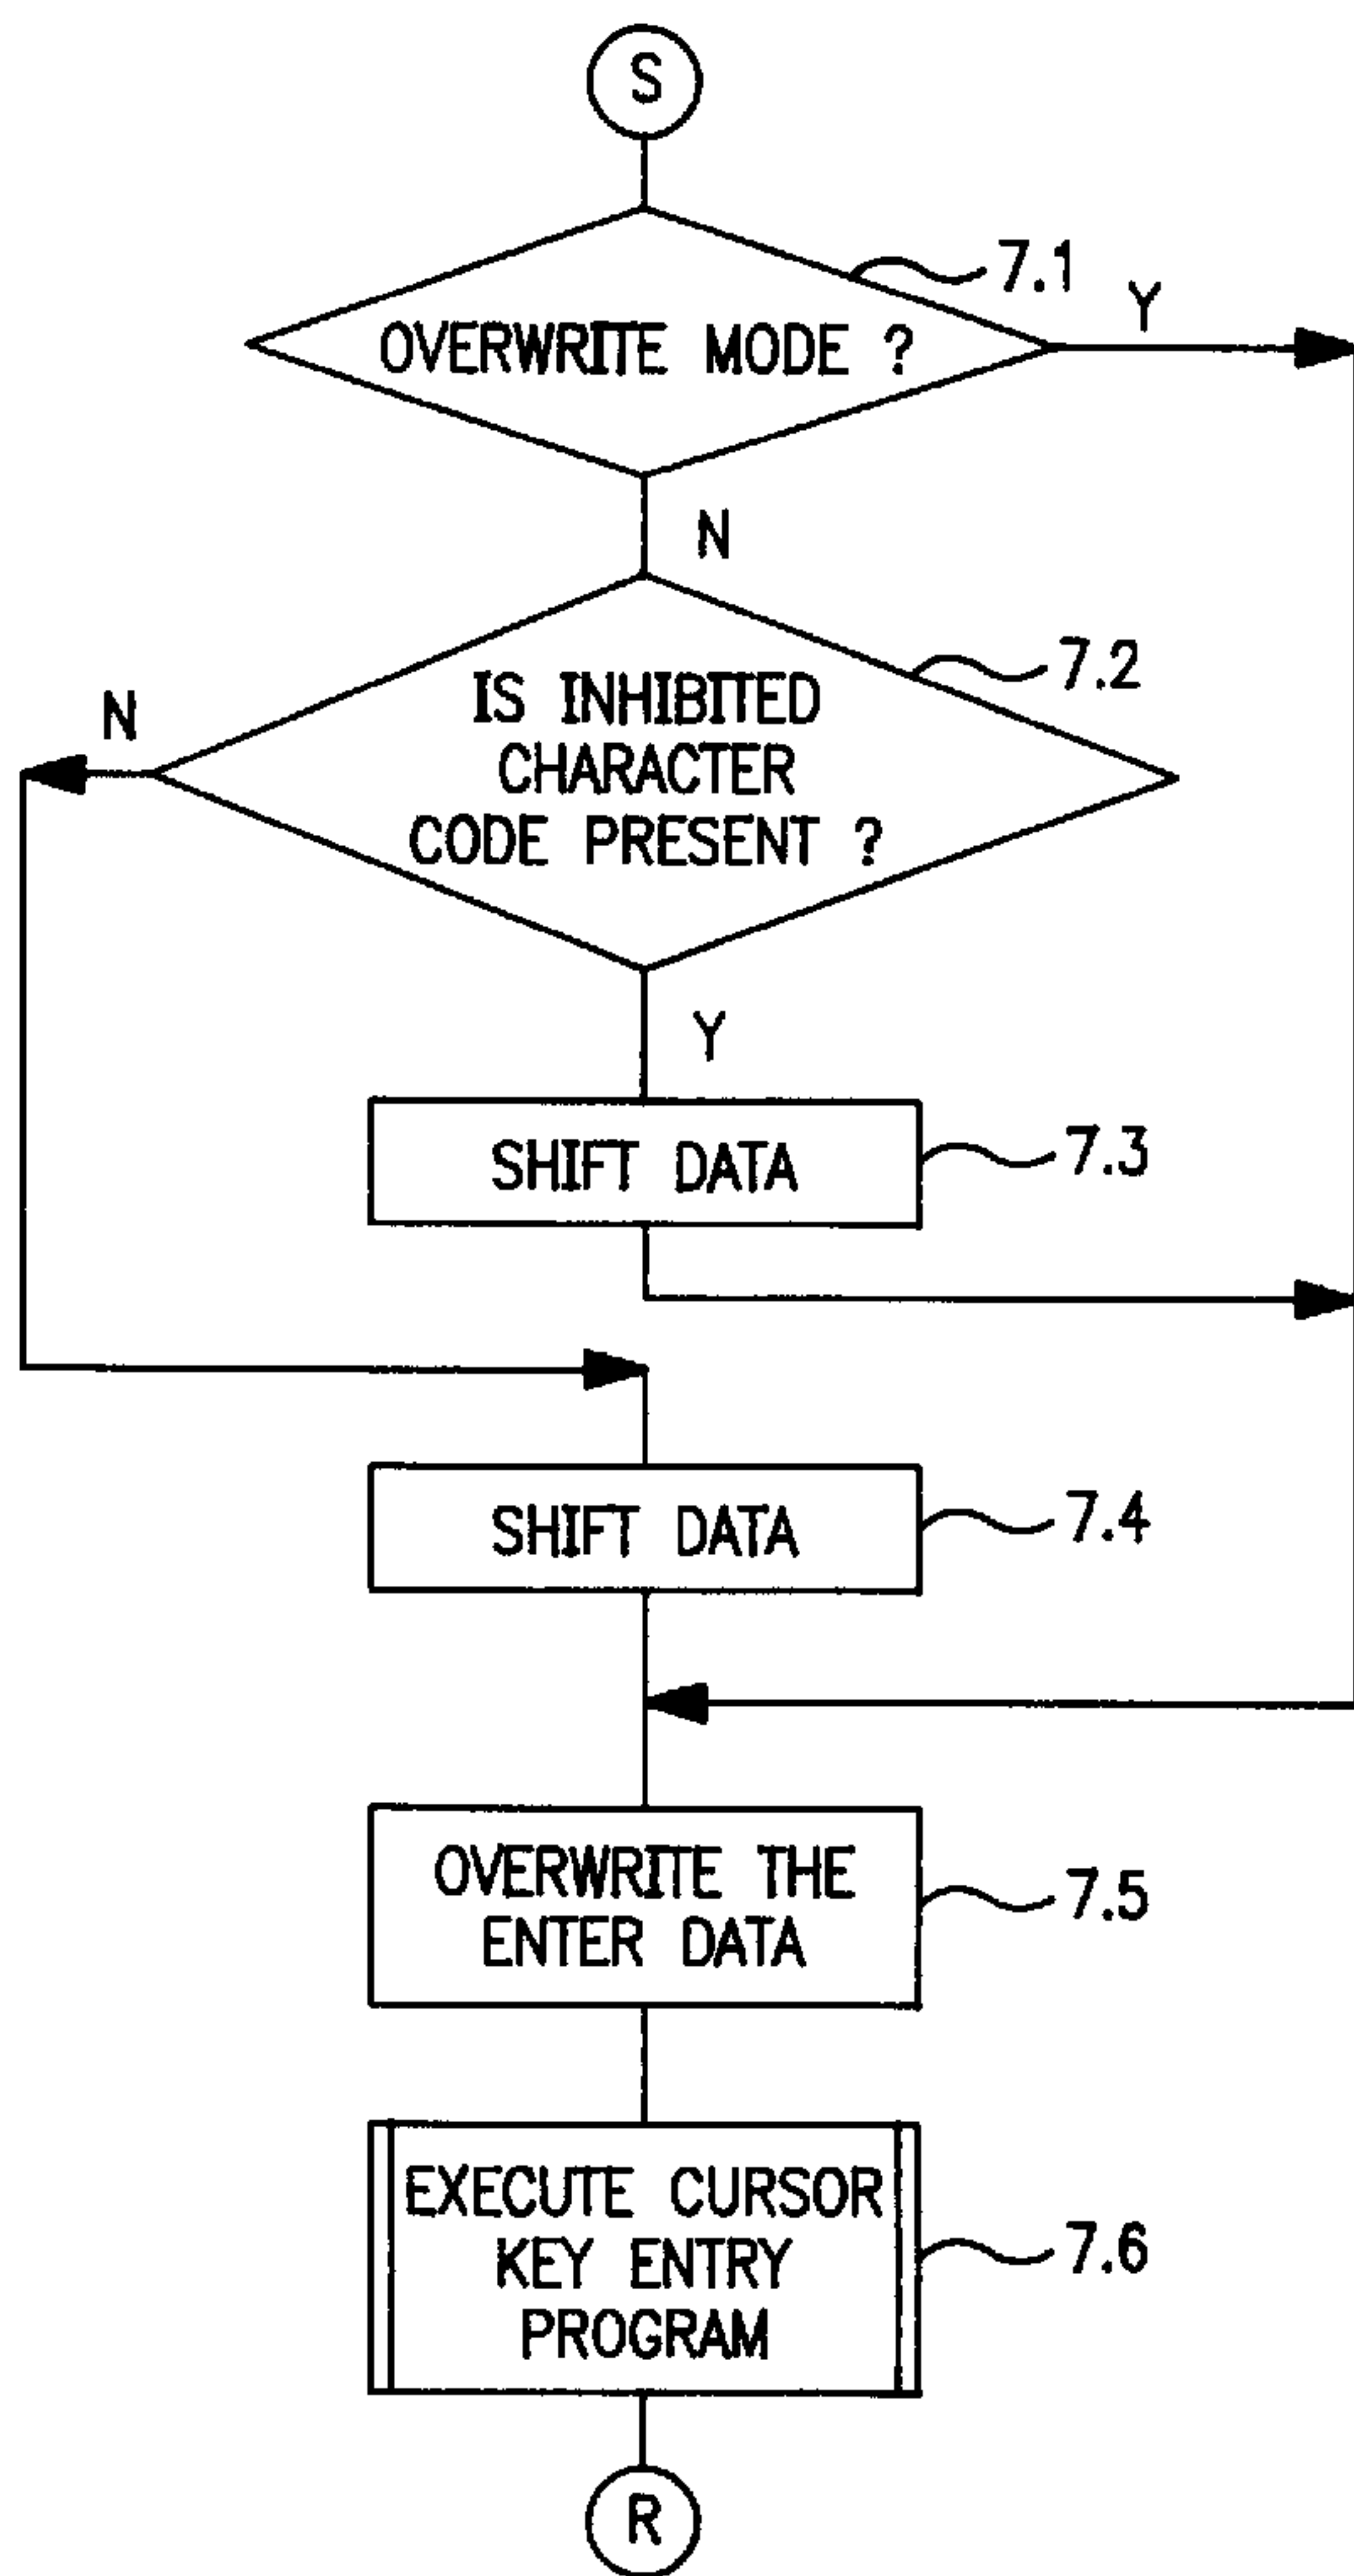 S
7.1
Y
OVERWRITE MODE ?
N
7.2
N
IS INHIBITED
CHARACTER
CODE PRESENT ?
Y
SHIFT DATA
7.3
SHIFT DATA
7.4
OVERWRITE THE
ENTER DATA
7.5
EXECUTE CURSOR
KEY ENTRY
PROGRAM
7.6
R